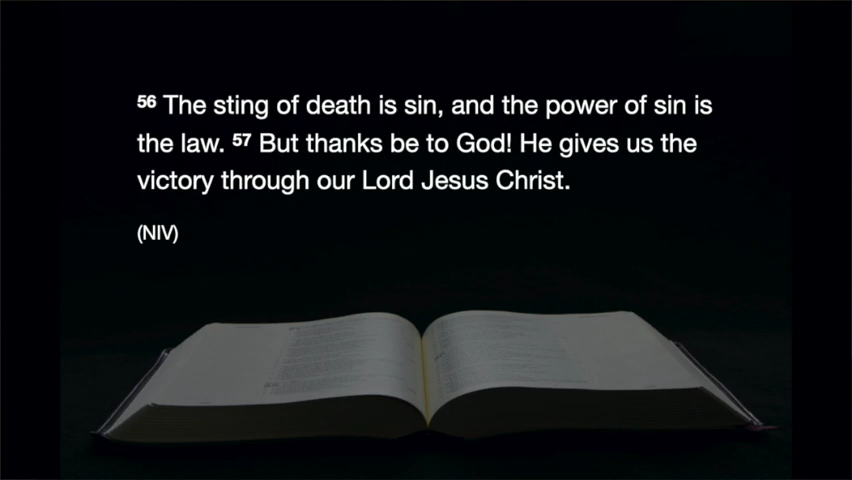 56 The sting of death is sin, and the power of sin is
the law. 57 But thanks be to God! He gives us the
victory through our Lord Jesus Christ.
(NIV)